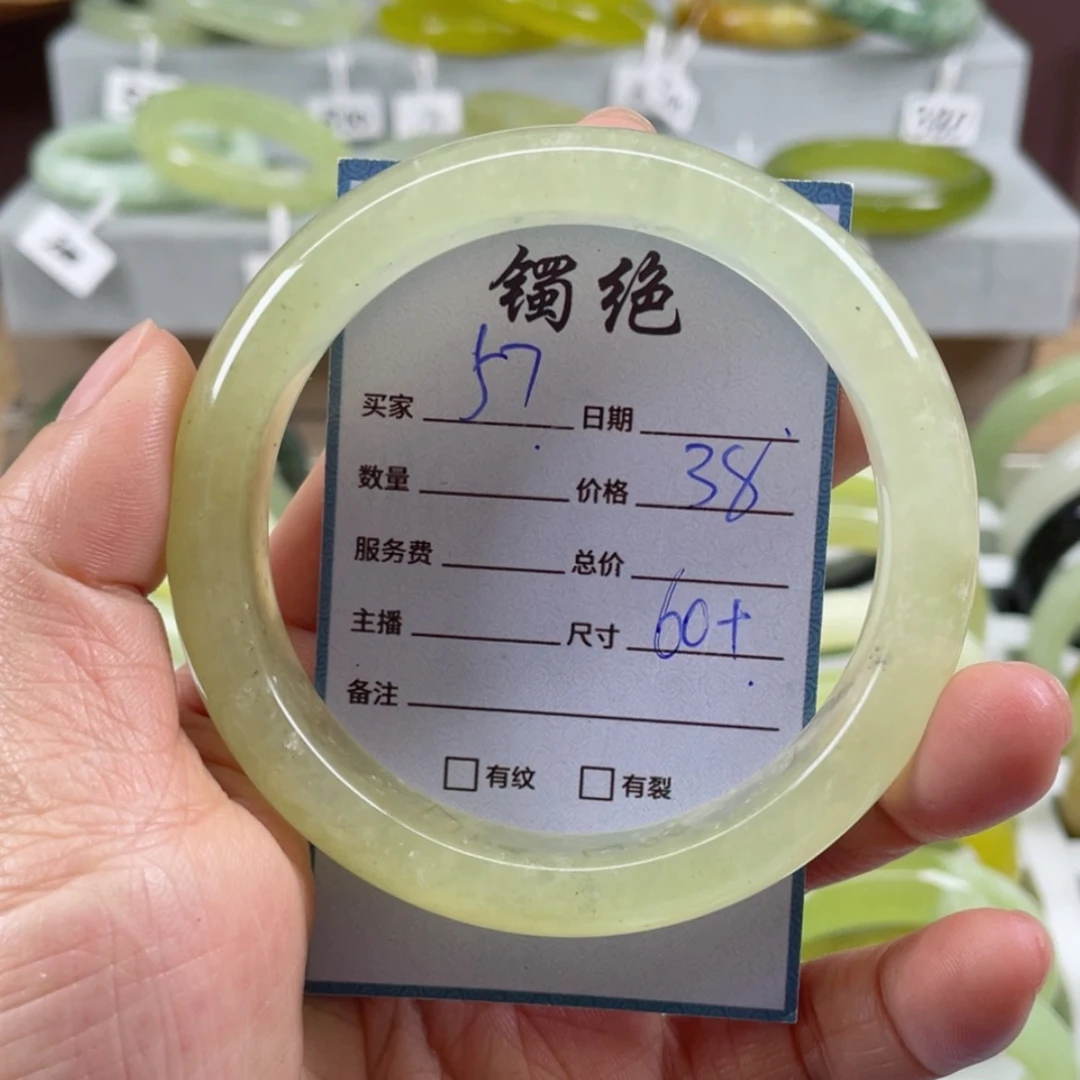 镯绝
买家 57 日期
数量 价格 38
服务费 总价
主播 尺寸 60+
备注
□有纹 □有裂